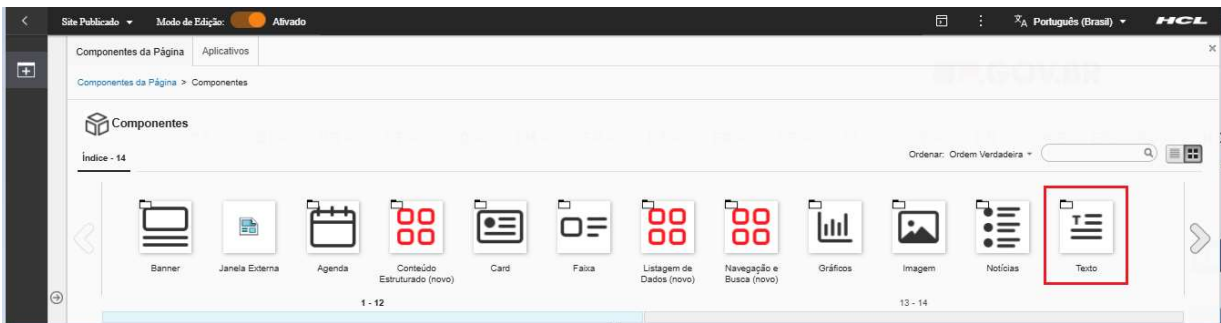 Site Publicado Modo de Edição: Ativado Português (Brasil) HCL
Componentes da Página Aplicativos
Componentes da Página > Componentes
Componentes
Índice - 14 Ordenar: Ordem Verdadeira
Banner Janela Externa Agenda Conteúdo Estruturado (novo) Card Faixa Listagem de Dados (novo) Navegação e Busca (novo) Gráficos Imagem Notícias Texto
1 - 12 13 - 14